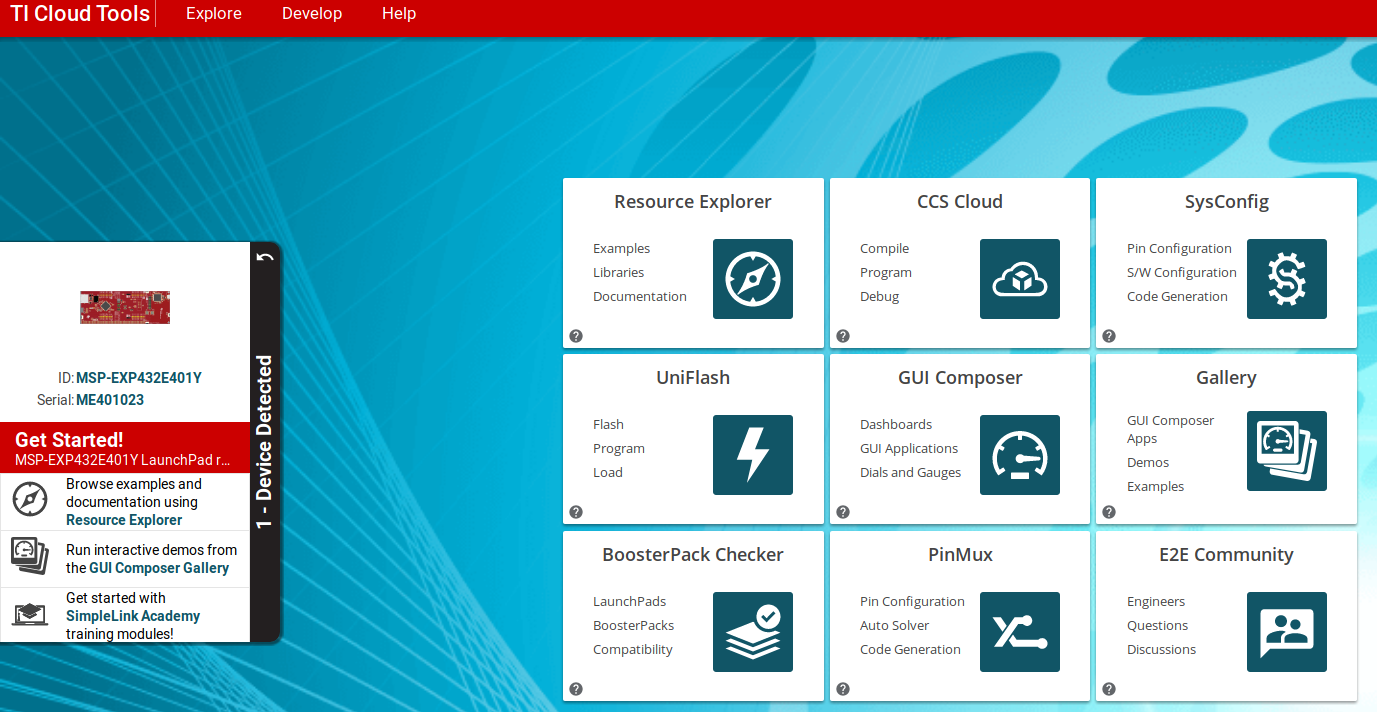 TI Cloud Tools
Explore
Develop
Help
ID: MSP-EXP432E401Y
Serial: ME401023
Get Started!
MSP-EXP432E401Y LaunchPad r...
Browse examples and
documentation using
Resource Explorer
Run interactive demos from
the GUI Composer Gallery
Get started with
SimpleLink Academy
training modules!
1 - Device Detected
Resource Explorer
Examples
Libraries
Documentation
?
CCS Cloud
Compile
Program
Debug
?
SysConfig
Pin Configuration
S/W Configuration
Code Generation
?
UniFlash
Flash
Program
Load
?
GUI Composer
Dashboards
GUI Applications
Dials and Gauges
?
Gallery
GUI Composer
Apps
Demos
Examples
?
BoosterPack Checker
LaunchPads
BoosterPacks
Compatibility
?
PinMux
Pin Configuration
Auto Solver
Code Generation
?
E2E Community
Engineers
Questions
Discussions
?